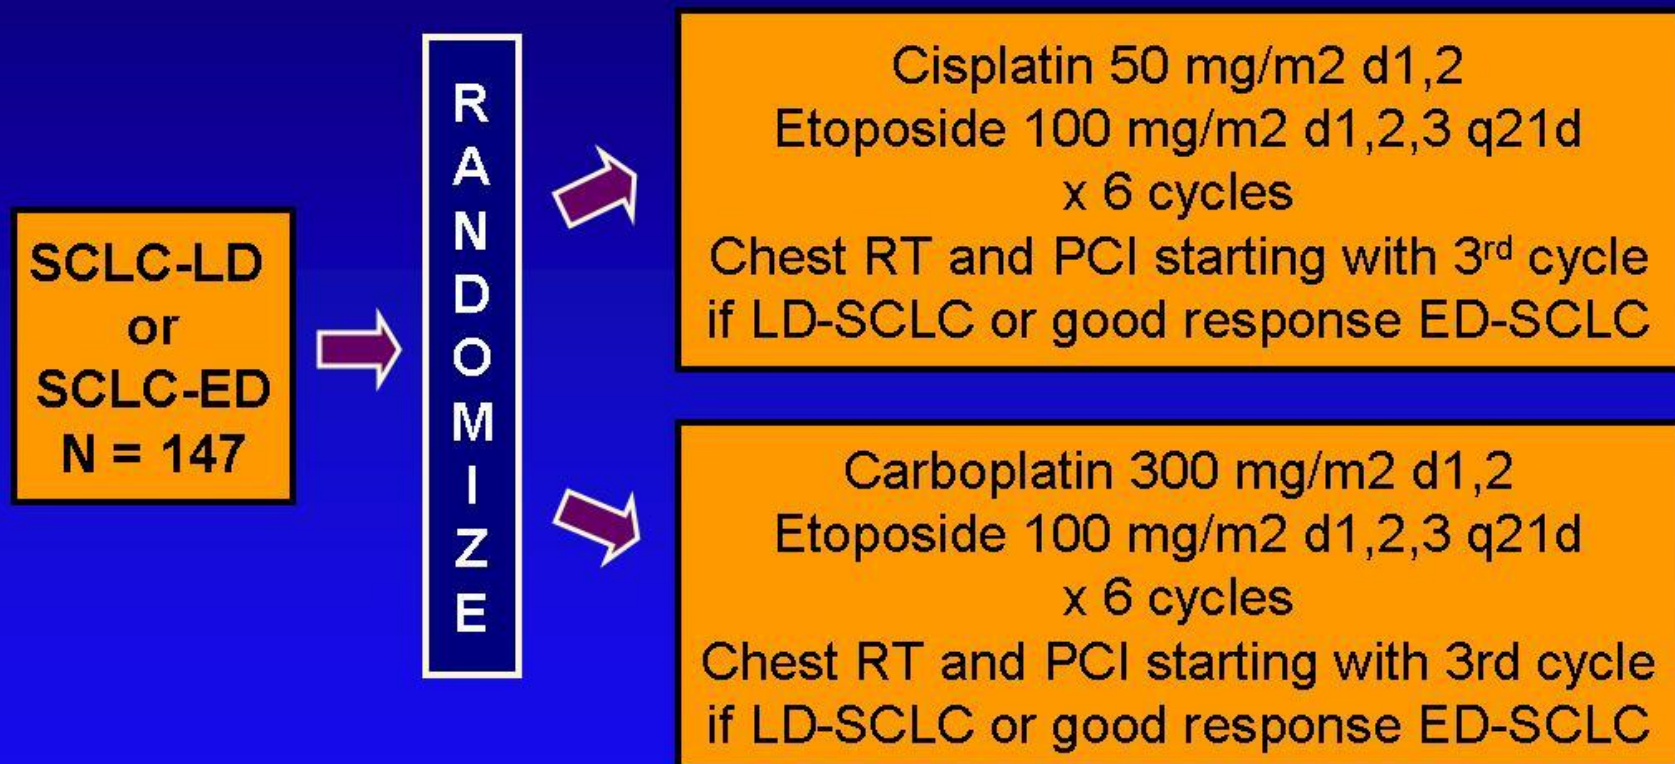 SCLC-LD
or
SCLC-ED
N = 147
RANDOMIZE
Cisplatin 50 mg/m2 d1,2
Etoposide 100 mg/m2 d1,2,3 q21d
x 6 cycles
Chest RT and PCI starting with 3rd cycle
if LD-SCLC or good response ED-SCLC
Carboplatin 300 mg/m2 d1,2
Etoposide 100 mg/m2 d1,2,3 q21d
x 6 cycles
Chest RT and PCI starting with 3rd cycle
if LD-SCLC or good response ED-SCLC